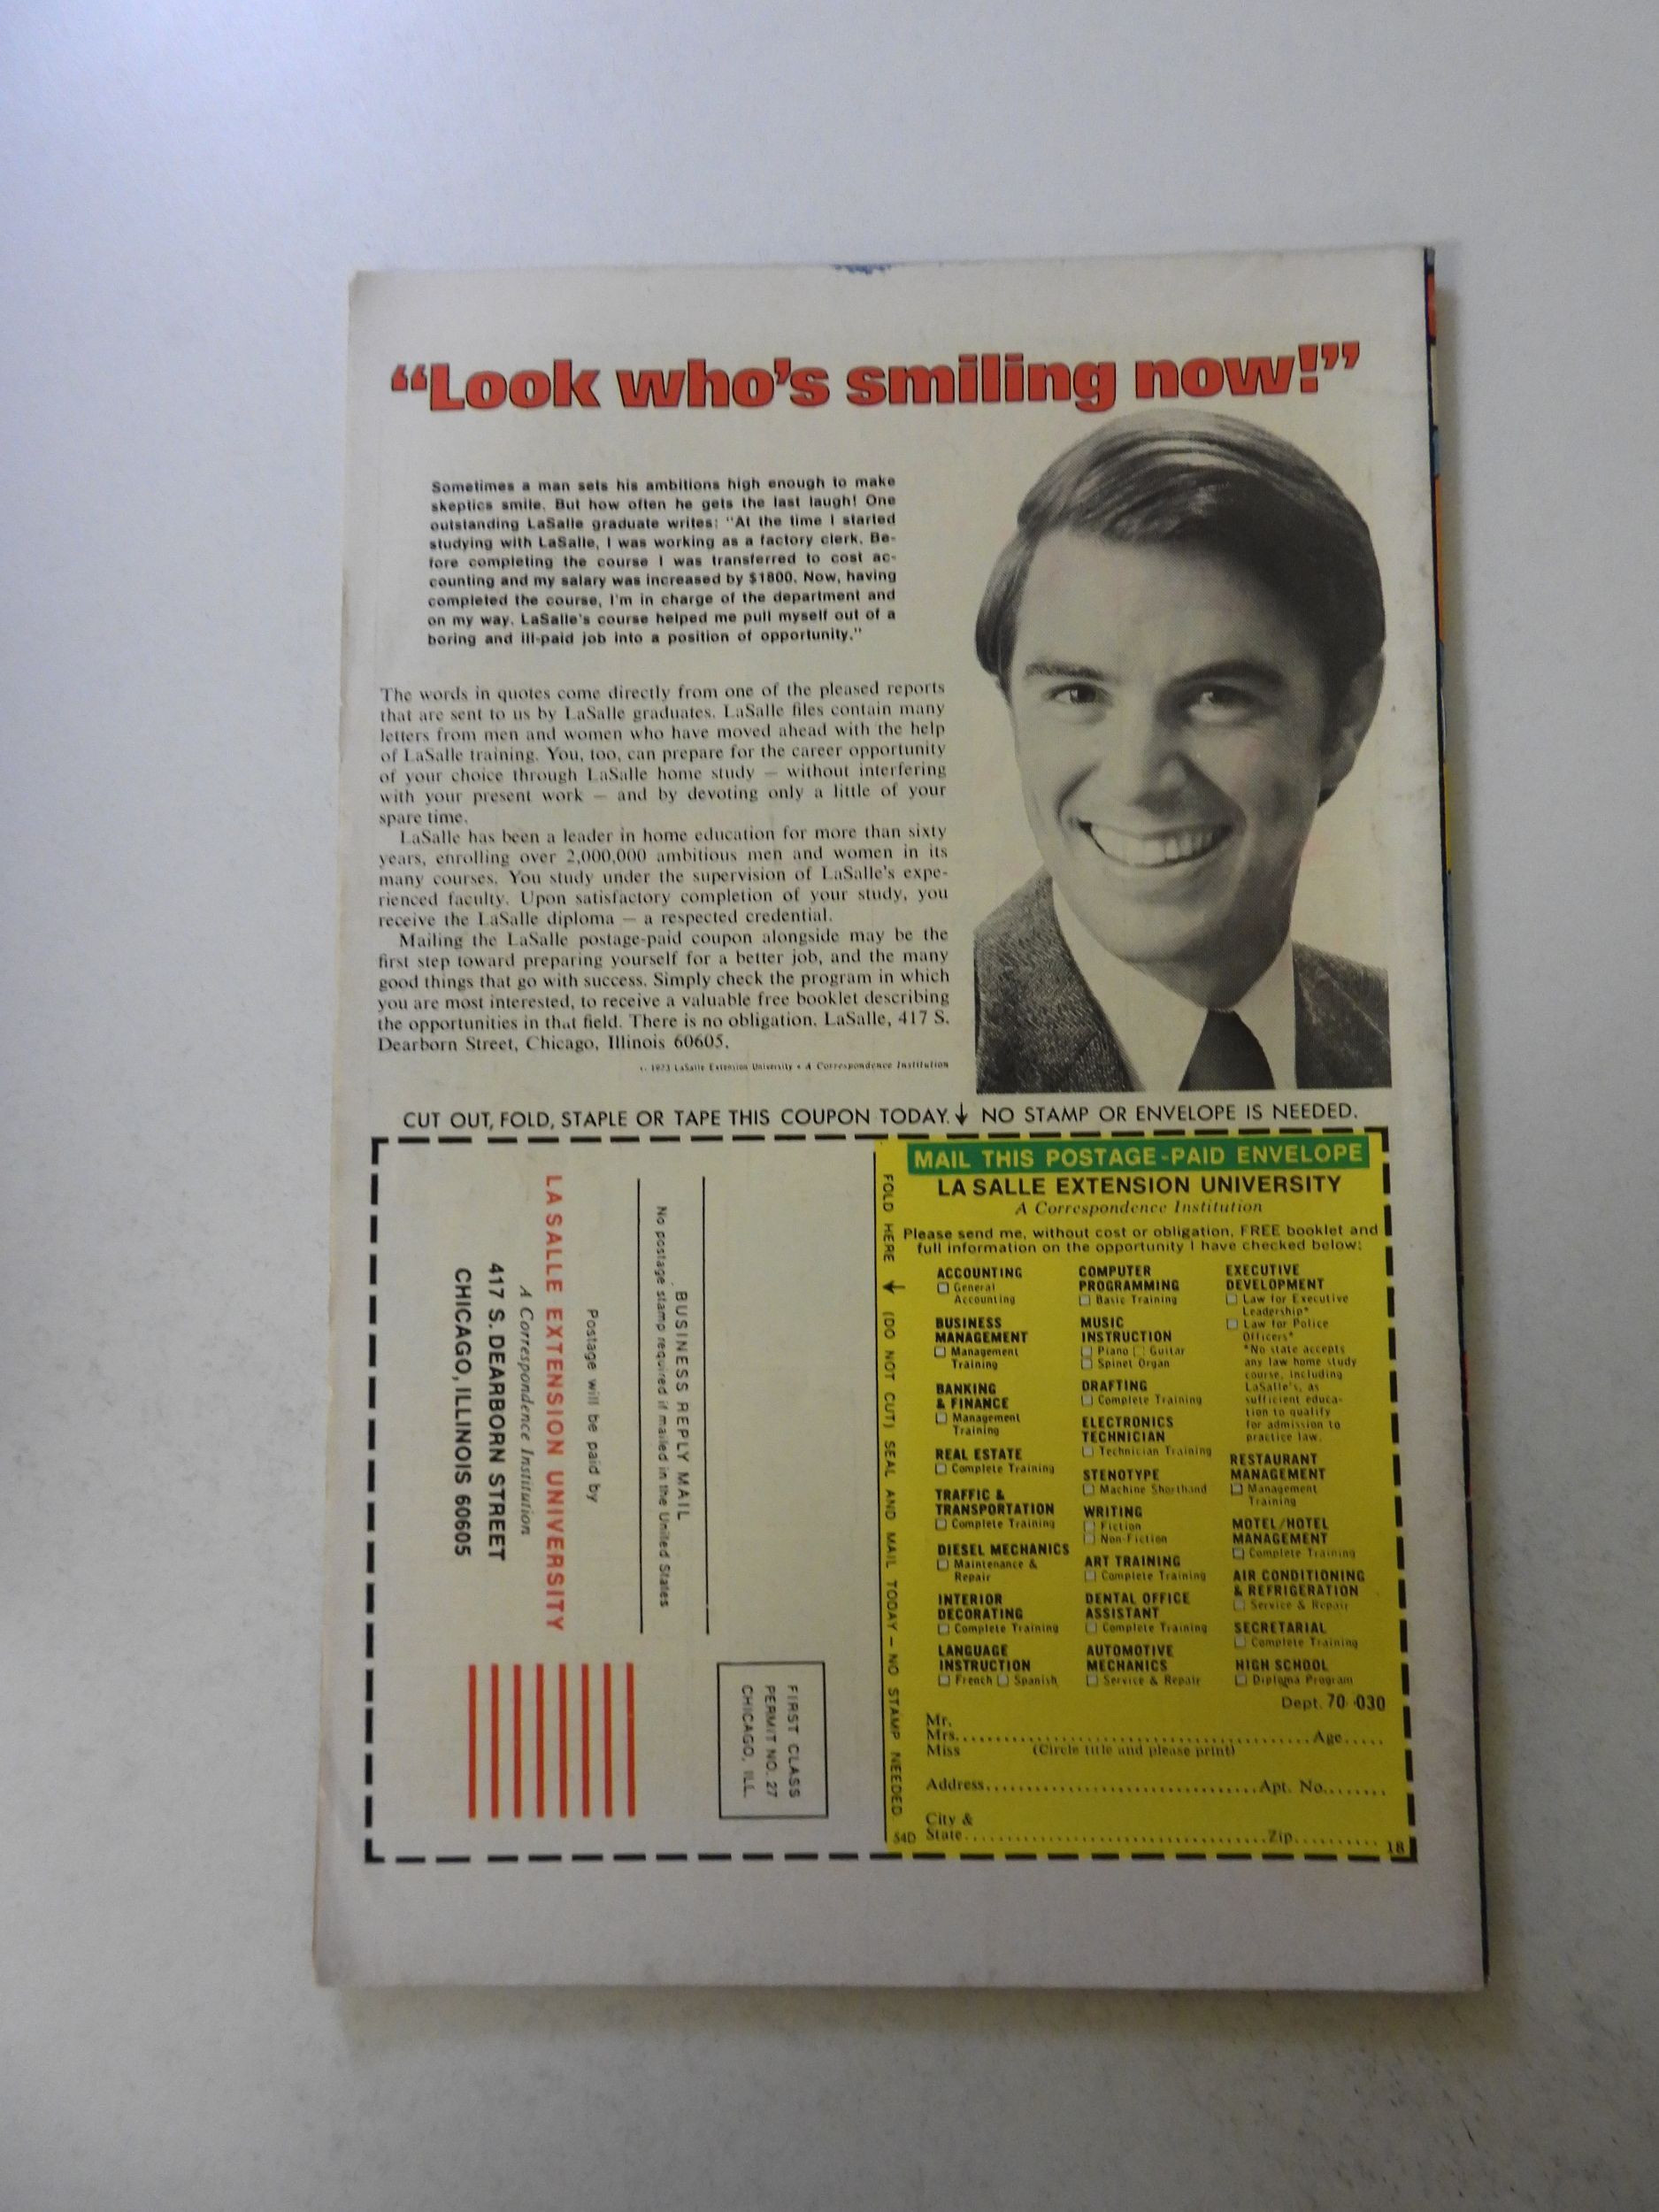 “Look who’s smiling now!”
Sometimes a man sets his ambitions high enough to make
skeptics smile. But how often he gets the last laugh! One
outstanding LaSalle graduate writes: “At the time I started
studying with LaSalle, I was working as a factory clerk. Be-
fore completing the course I was transferred to cost ac-
counting and my salary was increased by $1800. Now, having
completed the course, I’m in charge of the department and
on my way. LaSalle’s course helped me pull myself out of a
boring and ill-paid job into a position of opportunity.”
The words in quotes come directly from one of the pleased reports
that are sent to us by LaSalle graduates. LaSalle files contain many
letters from men and women who have moved ahead with the help
of LaSalle training. You, too, can prepare for the career opportunity
of your choice through LaSalle home study — without interfering
with your present work — and by devoting only a little of your
spare time.
LaSalle has been a leader in home education for more than sixty
years, enrolling over 2,000,000 ambitious men and women in its
many courses. You study under the supervision of LaSalle’s expe-
rienced faculty. Upon satisfactory completion of your study, you
receive the LaSalle diploma — a respected credential.
Mailing the LaSalle postage-paid coupon alongside may be the
first step toward preparing yourself for a better job, and the many
good things that go with success. Simply check the program in which
you are most interested, to receive a valuable free booklet describing
the opportunities in that field. There is no obligation. LaSalle, 417 S.
Dearborn Street, Chicago, Illinois 60605.
1973 LaSalle Extension University • A Correspondence Institution
CUT OUT, FOLD, STAPLE OR TAPE THIS COUPON TODAY. ↓ NO STAMP OR ENVELOPE IS NEEDED.
FIRST CLASS
PERMIT NO. 27
CHICAGO, ILL.
BUSINESS REPLY MAIL
No postage stamp required if mailed in the United States
Postage will be paid by
LA SALLE EXTENSION UNIVERSITY
A Correspondence Institution
417 S. DEARBORN STREET
CHICAGO, ILLINOIS 60605
FOLD HERE ↓ (DO NOT CUT) SEAL AND MAIL TODAY – NO STAMP NEEDED
MAIL THIS POSTAGE-PAID ENVELOPE
LA SALLE EXTENSION UNIVERSITY
A Correspondence Institution
Please send me, without cost or obligation, FREE booklet and
full information on the opportunity I have checked below:
ACCOUNTING
☐ General
Accounting
BUSINESS
MANAGEMENT
☐ Management
Training
BANKING
& FINANCE
☐ Management
Training
REAL ESTATE
☐ Complete Training
TRAFFIC &
TRANSPORTATION
☐ Complete Training
DIESEL MECHANICS
☐ Maintenance &
Repair
INTERIOR
DECORATING
☐ Complete Training
LANGUAGE
INSTRUCTION
☐ French ☐ Spanish
COMPUTER
PROGRAMMING
☐ Basic Training
MUSIC
INSTRUCTION
☐ Piano ☐ Guitar
☐ Spinet Organ
DRAFTING
☐ Complete Training
ELECTRONICS
TECHNICIAN
☐ Technician Training
STENOTYPE
☐ Machine Shorthand
WRITING
☐ Fiction
☐ Non-Fiction
ART TRAINING
☐ Complete Training
DENTAL OFFICE
ASSISTANT
☐ Complete Training
AUTOMOTIVE
MECHANICS
☐ Service & Repair
EXECUTIVE
DEVELOPMENT
☐ Law for Executive
Leadership*
☐ Law for Police
Officers*
*No state accepts
any law home study
course, including
LaSalle’s, as
sufficient educa-
tion to qualify
for admission to
practice law.
RESTAURANT
MANAGEMENT
☐ Management
Training
MOTEL/HOTEL
MANAGEMENT
☐ Complete Training
AIR CONDITIONING
& REFRIGERATION
☐ Service & Repair
SECRETARIAL
☐ Complete Training
HIGH SCHOOL
☐ Diploma Program
Dept. 70-030
Mr.
Mrs. Age
Miss (Circle title and please print)
Address Apt. No.
City &
State Zip
54D
18